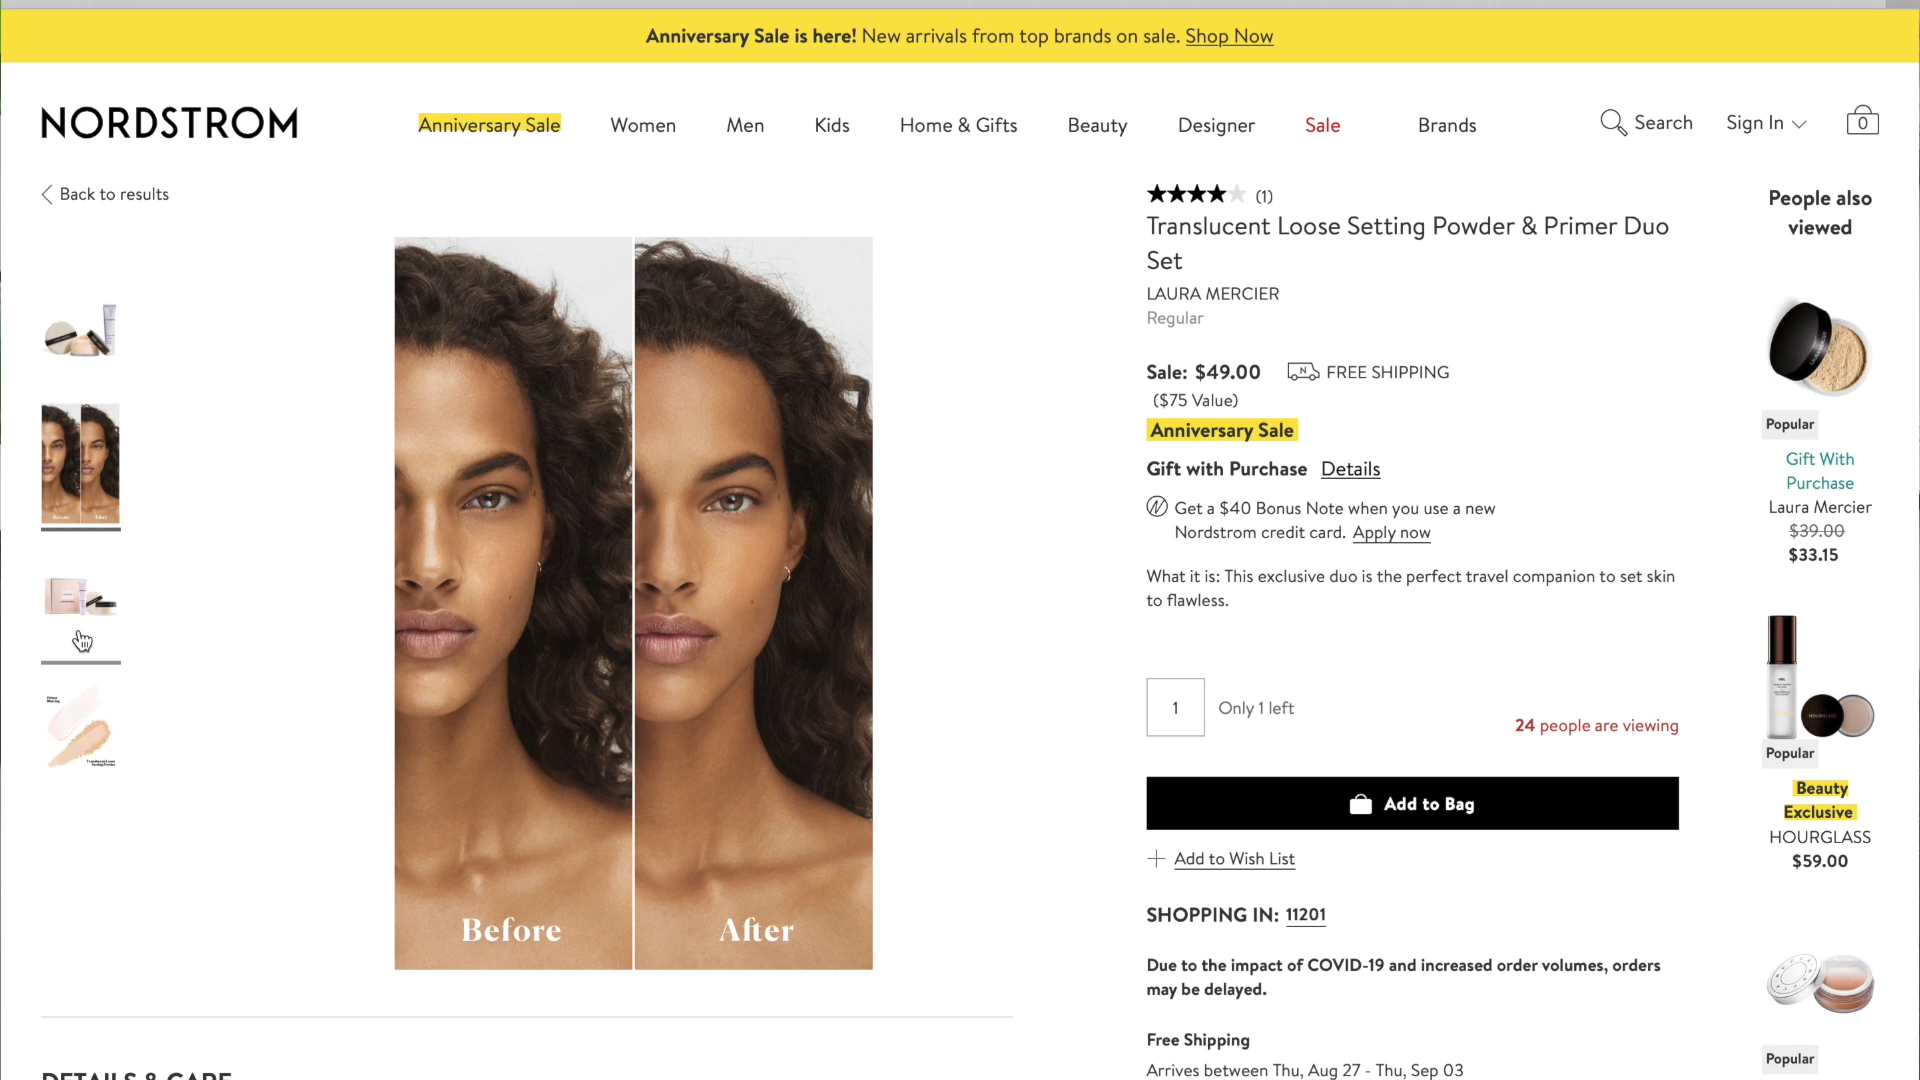 Anniversary Sale is here! New arrivals from top brands on sale. Shop Now
NORDSTROM
Anniversary Sale
Women
Men
Kids
Home & Gifts
Beauty
Designer
Sale
Brands
Search
Sign In
0
Back to results
Before
After
(1)
Translucent Loose Setting Powder & Primer Duo
Set
LAURA MERCIER
Regular
Sale: $49.00
FREE SHIPPING
($75 Value)
Anniversary Sale
Gift with Purchase Details
Get a $40 Bonus Note when you use a new
Nordstrom credit card. Apply now
What it is: This exclusive duo is the perfect travel companion to set skin
to flawless.
1
Only 1 left
24 people are viewing
Add to Bag
Add to Wish List
SHOPPING IN: 11201
Due to the impact of COVID-19 and increased order volumes, orders
may be delayed.
Free Shipping
Arrives between Thu, Aug 27 - Thu, Sep 03
People also
viewed
Popular
Gift With
Purchase
Laura Mercier
$39.00
$33.15
Popular
Beauty
Exclusive
HOURGLASS
$59.00
Popular
DETAILS & CARE